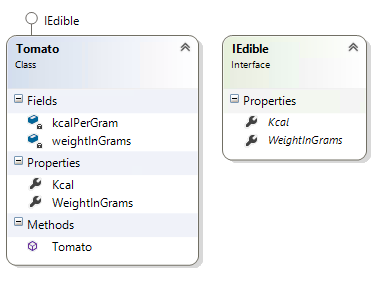 IEdible
Tomato
Class
Fields
kcalPerGram
weightInGrams
Properties
Kcal
WeightInGrams
Methods
Tomato
IEdible
Interface
Properties
Kcal
WeightInGrams